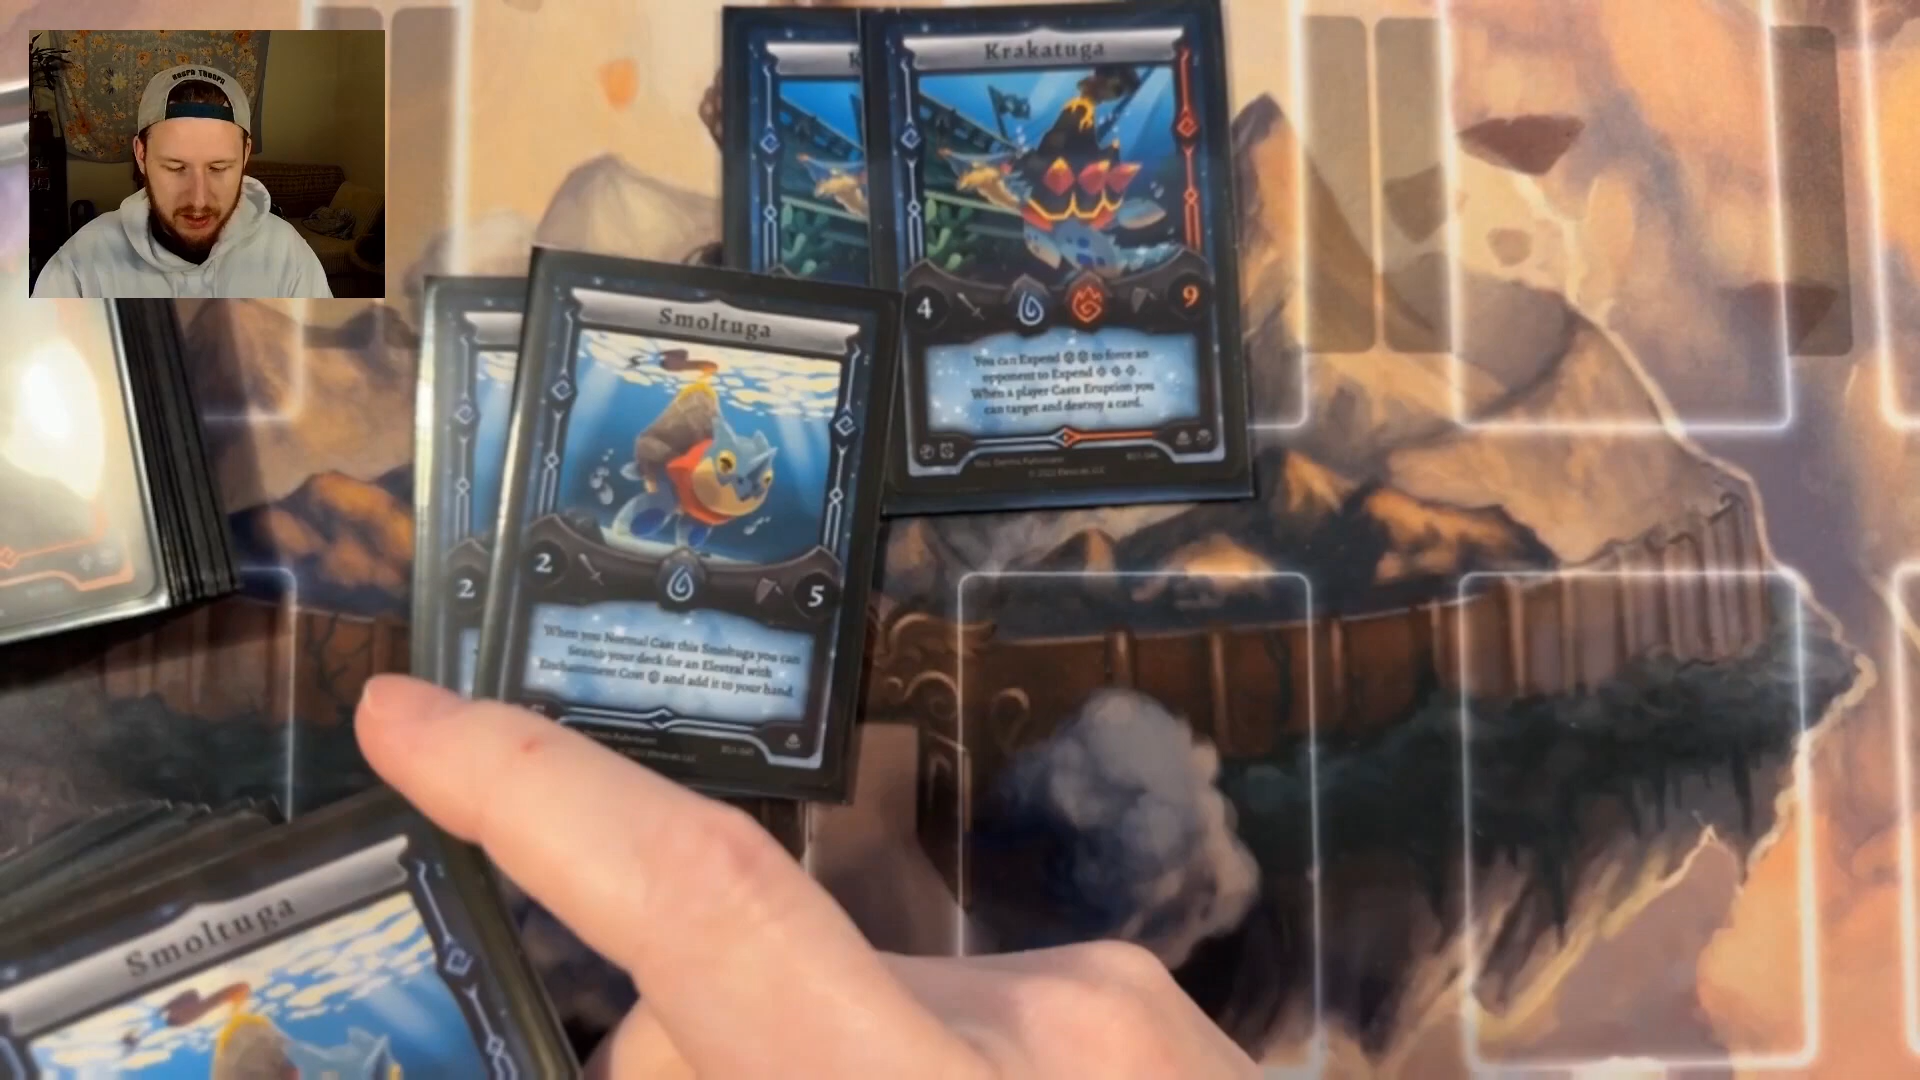 Krakatuga
4
9
You can Expend to force an
opponent to Expend
When a player Casts Eruption you
can target and destroy a card.
Smoltuga
2
2
5
When you Normal Cast this Smoltuga you can
Search your deck for an Elestral with
Enchantment Cost and add it to your hand.
Smoltuga